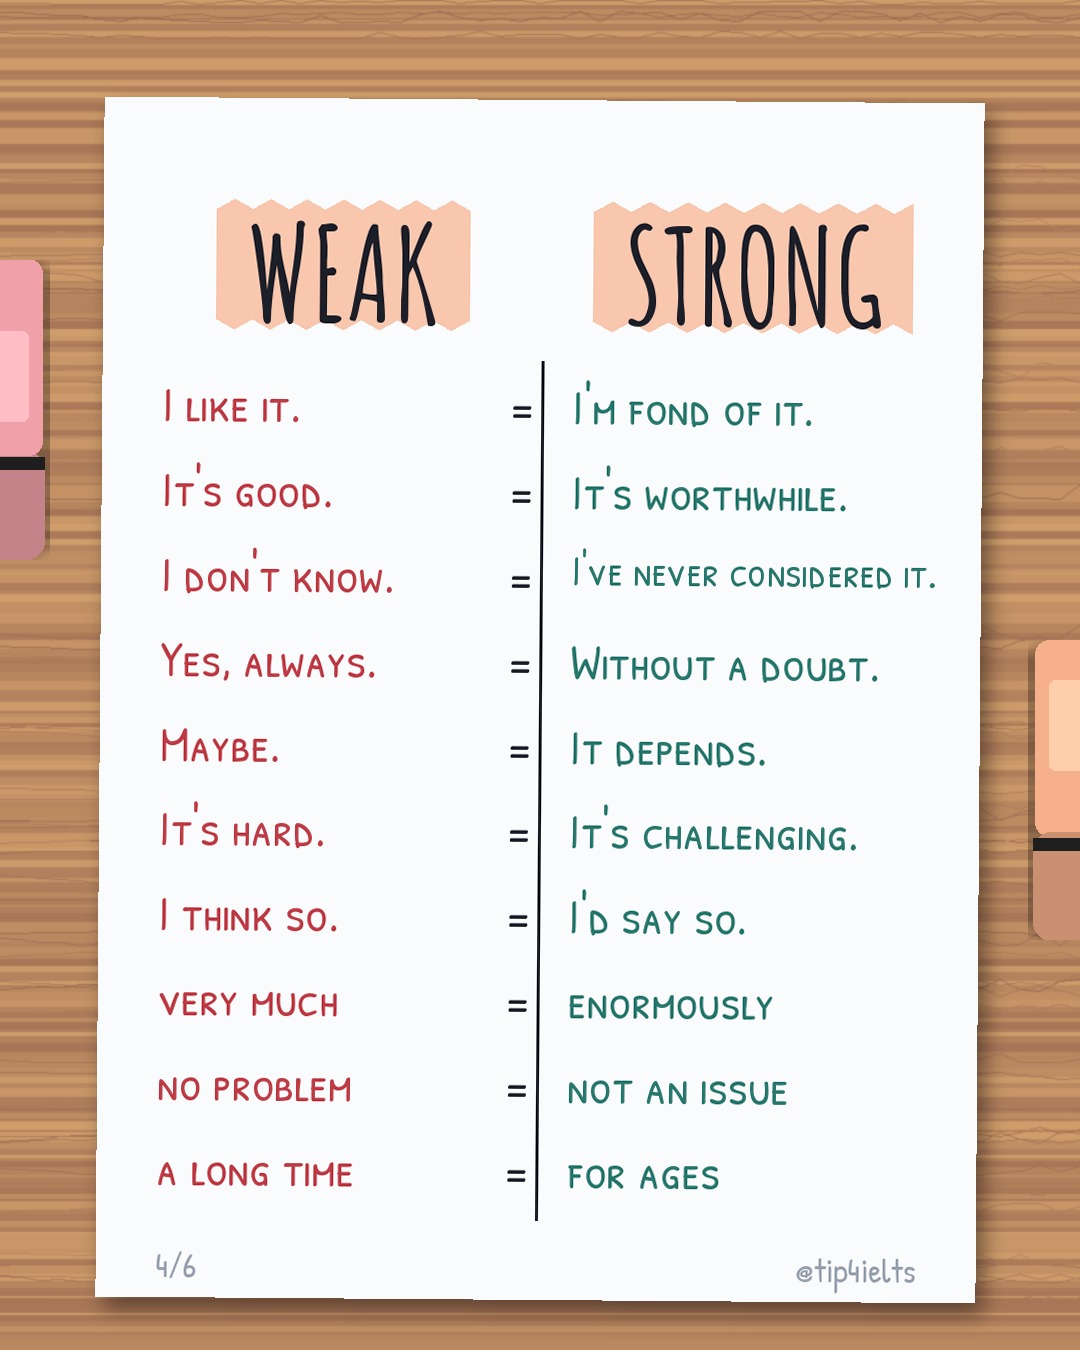 WEAK STRONG
I LIKE IT. = I'M FOND OF IT.
IT'S GOOD. = IT'S WORTHWHILE.
I DON'T KNOW. = I'VE NEVER CONSIDERED IT.
YES, ALWAYS. = WITHOUT A DOUBT.
MAYBE. = IT DEPENDS.
IT'S HARD. = IT'S CHALLENGING.
I THINK SO. = I'D SAY SO.
VERY MUCH = ENORMOUSLY
NO PROBLEM = NOT AN ISSUE
A LONG TIME = FOR AGES
4/6 @tip4ielts